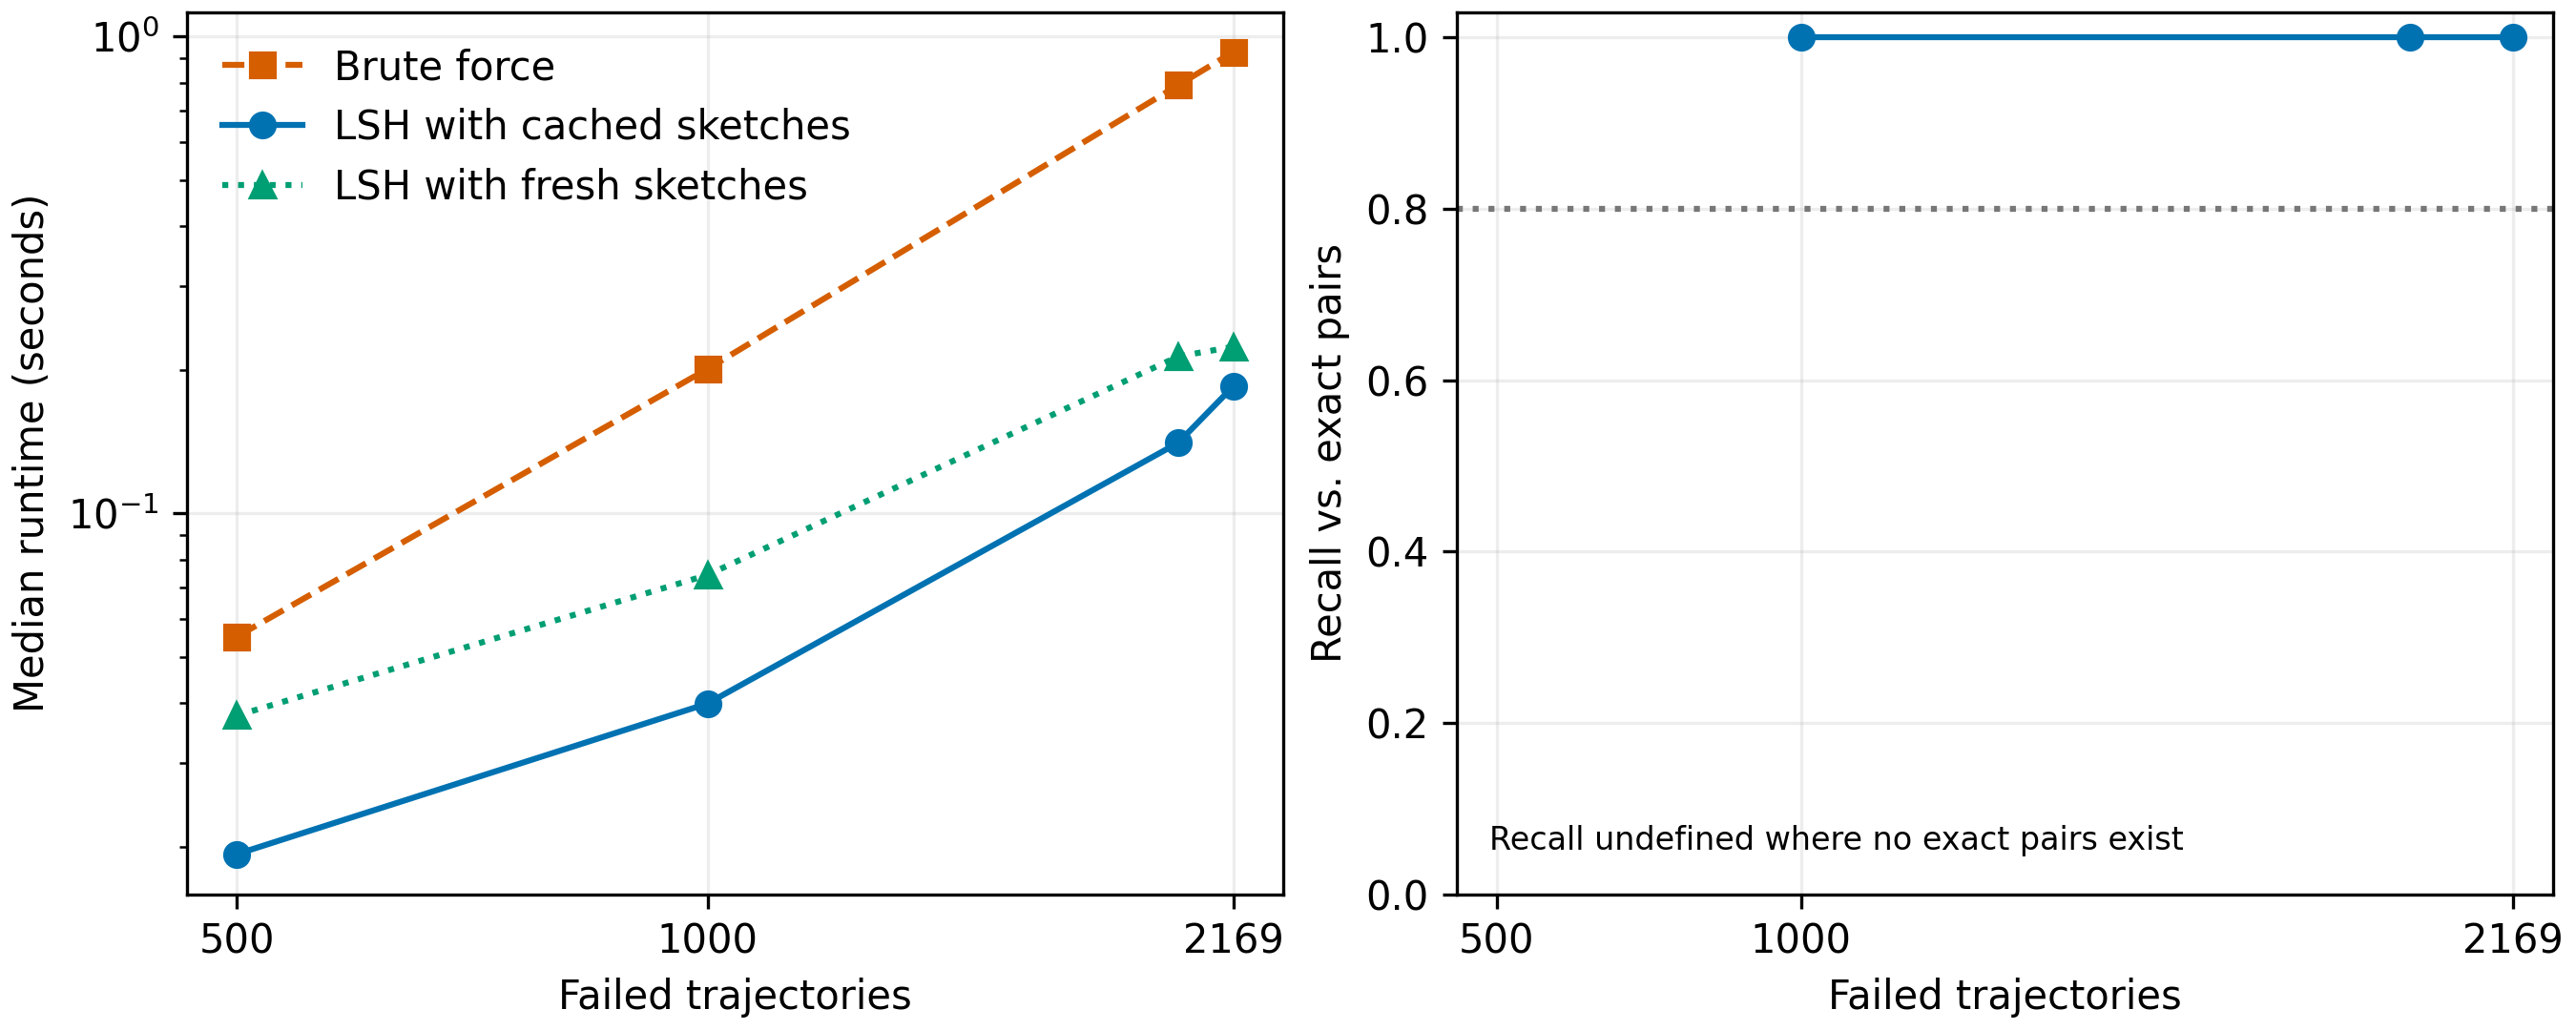 10⁰
10⁻¹
Median runtime (seconds)
Brute force
LSH with cached sketches
LSH with fresh sketches
500
1000
2169
Failed trajectories
1.0
0.8
0.6
0.4
0.2
0.0
Recall vs. exact pairs
Recall undefined where no exact pairs exist
500
1000
2169
Failed trajectories